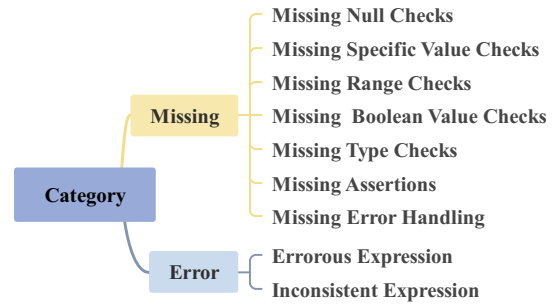 Missing Null Checks
Missing Specific Value Checks
Missing Range Checks
Missing Boolean Value Checks
Missing Type Checks
Missing Assertions
Missing Error Handling
Missing
Category
Error
Errorous Expression
Inconsistent Expression